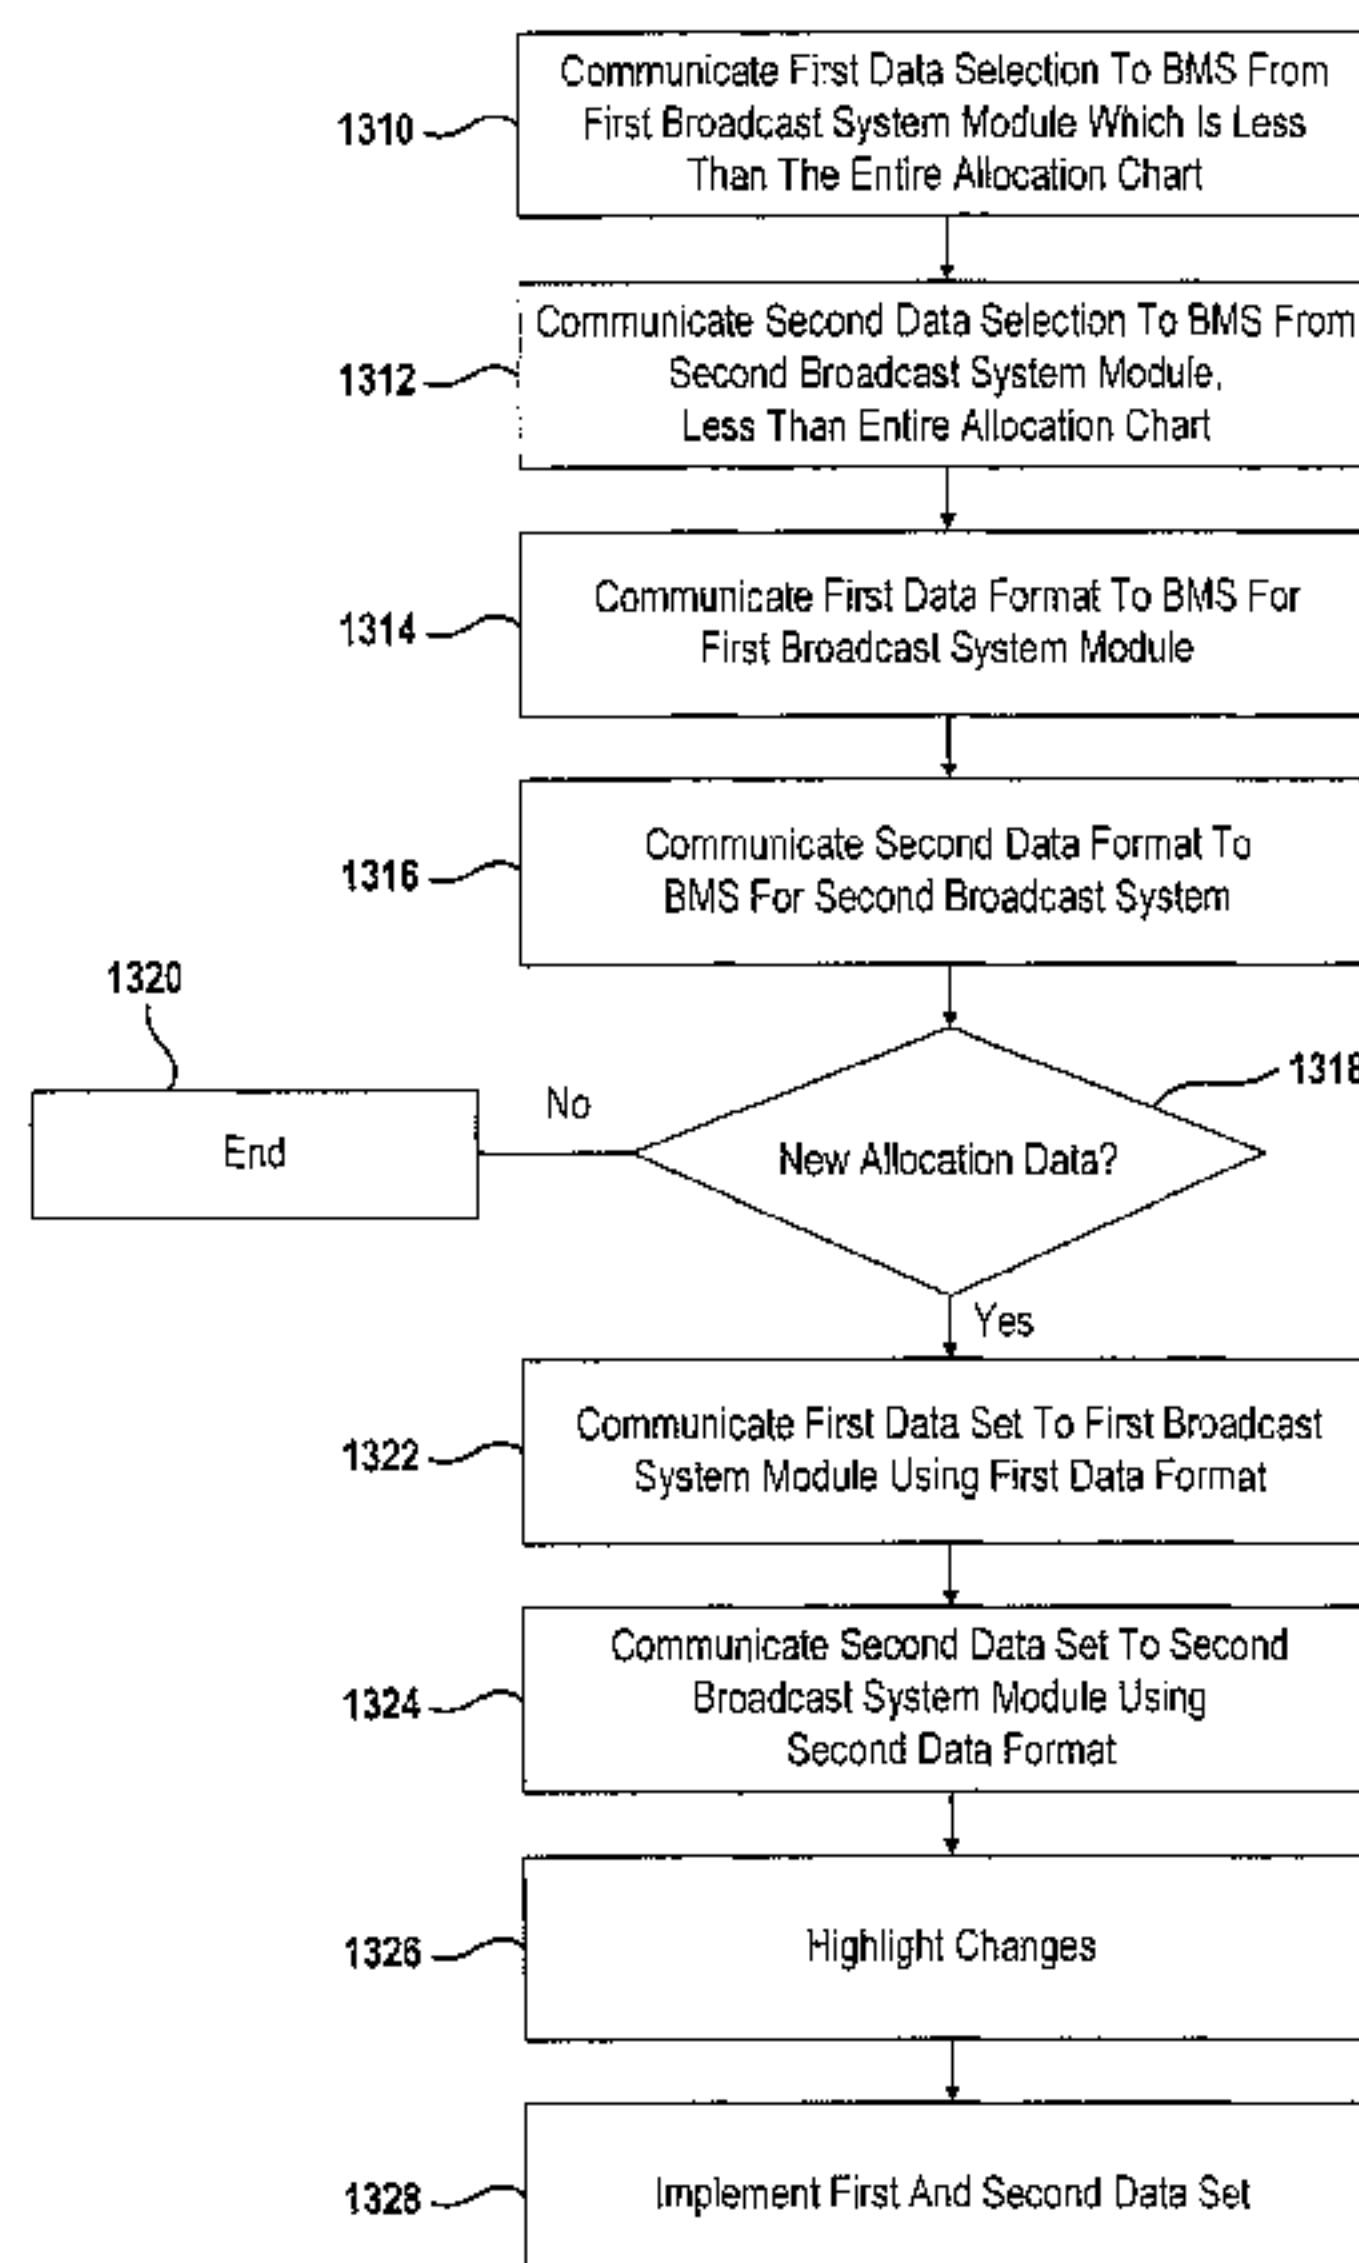 Communicate First Data Selection To BMS From
First Broadcast System Module Which Is Less
Than The Entire Allocation Chart
1310
Communicate Second Data Selection To BMS From
Second Broadcast System Module,
Less Than Entire Allocation Chart
1312
Communicate First Data Format To BMS For
First Broadcast System Module
1314
Communicate Second Data Format To
BMS For Second Broadcast System
1316
1320
End
No
1318
New Allocation Data?
Yes
Communicate First Data Set To First Broadcast
System Module Using First Data Format
1322
Communicate Second Data Set To Second
Broadcast System Module Using
Second Data Format
1324
Highlight Changes
1326
Implement First And Second Data Set
1328